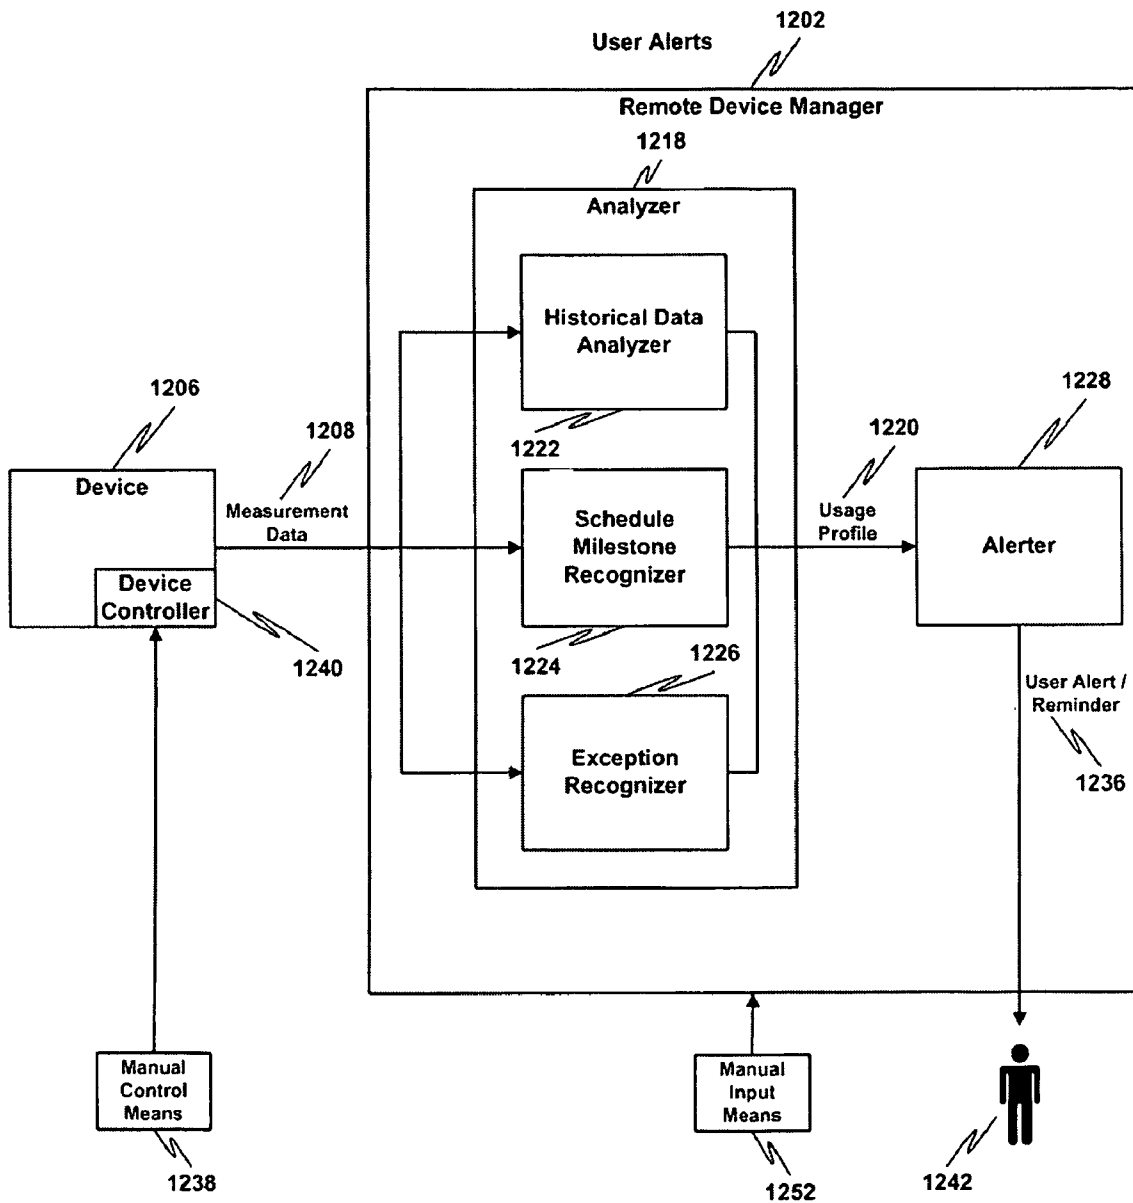 1202
User Alerts
Remote Device Manager
1218
Analyzer
Historical Data
Analyzer
1222
1206
Device
1208
Measurement
Data
Device
Controller
1240
Schedule
Milestone
Recognizer
1224
1220
Usage
Profile
1228
Alerter
1226
Exception
Recognizer
User Alert /
Reminder
1236
Manual
Control
Means
1238
Manual
Input
Means
1252
1242